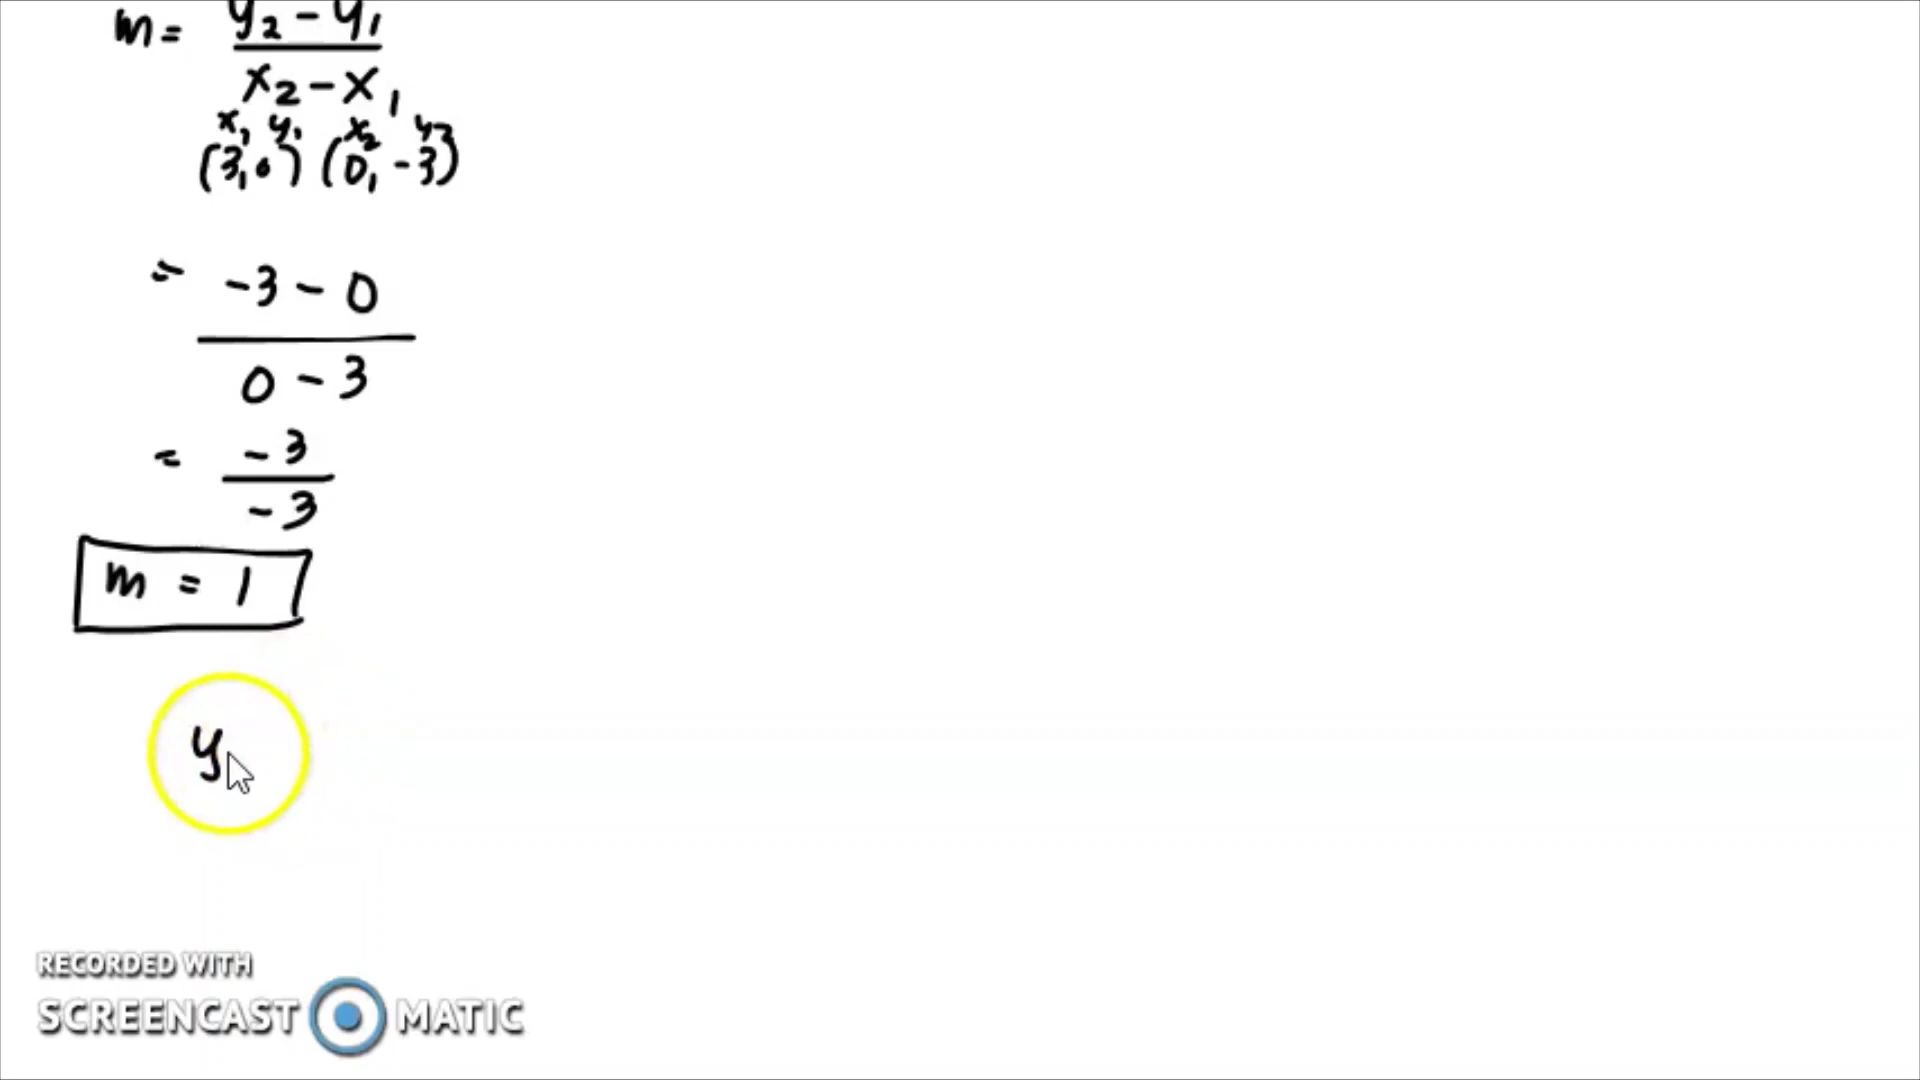 m = y₂ - y₁
x₂ - x₁
x₁ y₁ x₂ y₂
(3, 0) (0, -3)
= -3 - 0
0 - 3
= -3
-3
m = 1
y
RECORDED WITH
SCREENCAST MATIC